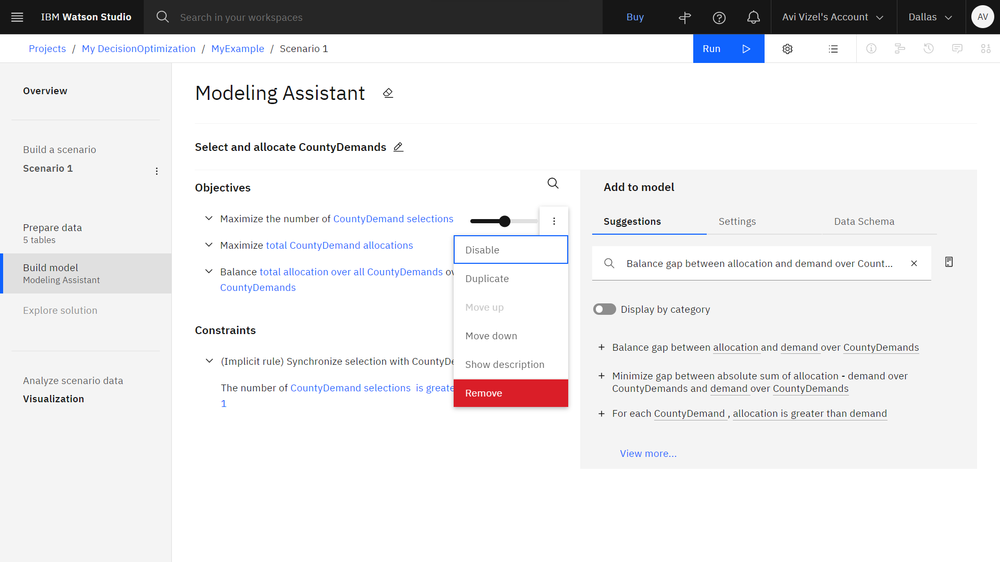 IBM Watson Studio
Search in your workspaces
Buy
Avi Vizel's Account
Dallas
AV
Projects / My DecisionOptimization / MyExample / Scenario 1
Run
Overview
Build a scenario
Scenario 1
Prepare data
5 tables
Build model
Modeling Assistant
Explore solution
Analyze scenario data
Visualization
Modeling Assistant
Select and allocate CountyDemands
Objectives
Maximize the number of CountyDemand selections
Maximize total CountyDemand allocations
Balance total allocation over all CountyDemands
CountyDemands
Constraints
(Implicit rule) Synchronize selection with
The number of CountyDemand selections is
1
Disable
Duplicate
Move up
Move down
Show description
Remove
Add to model
Suggestions
Settings
Data Schema
Balance gap between allocation and demand over Count...
Display by category
+ Balance gap between allocation and demand over CountyDemands
+ Minimize gap between absolute sum of allocation - demand over
CountyDemands and demand over CountyDemands
+ For each CountyDemand , allocation is greater than demand
View more...